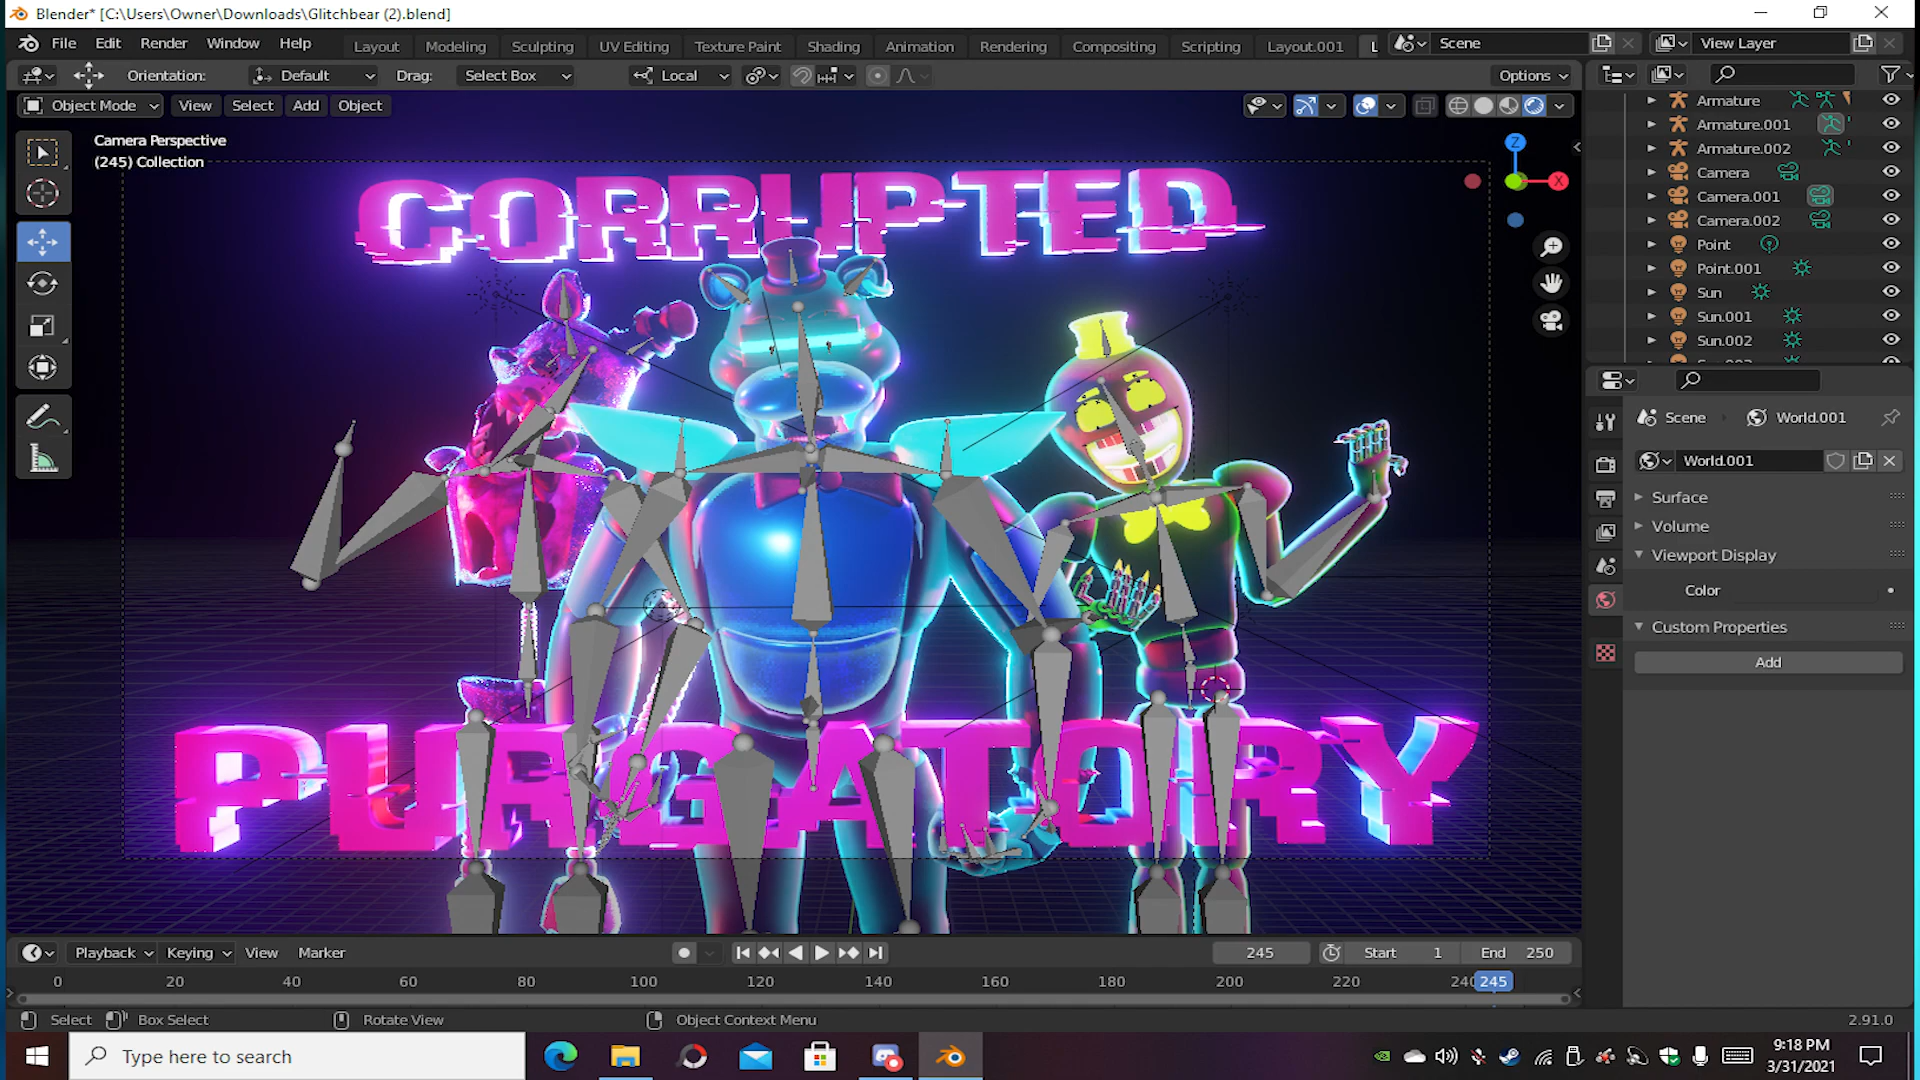 Blender* [C:\Users\Owner\Downloads\Glitchbear (2).blend]
File Edit Render Window Help Layout Modeling Sculpting UV Editing Texture Paint Shading Animation Rendering Compositing Scripting Layout.001 Scene View Layer
Orientation: Default Drag: Select Box Local Options
Object Mode View Select Add Object
Camera Perspective
(245) Collection
Z
X
CORRUPTED
PURGATORY
Armature
Armature.001
Armature.002
Camera
Camera.001
Camera.002
Point
Point.001
Sun
Sun.001
Sun.002
Scene World.001
World.001
Surface
Volume
Viewport Display
Color
Custom Properties
Add
Playback Keying View Marker 245 Start 1 End 250
0 20 40 60 80 100 120 140 160 180 200 220 240 245
Select Box Select Rotate View Object Context Menu 2.91.0
Type here to search
9:18 PM
3/31/2021